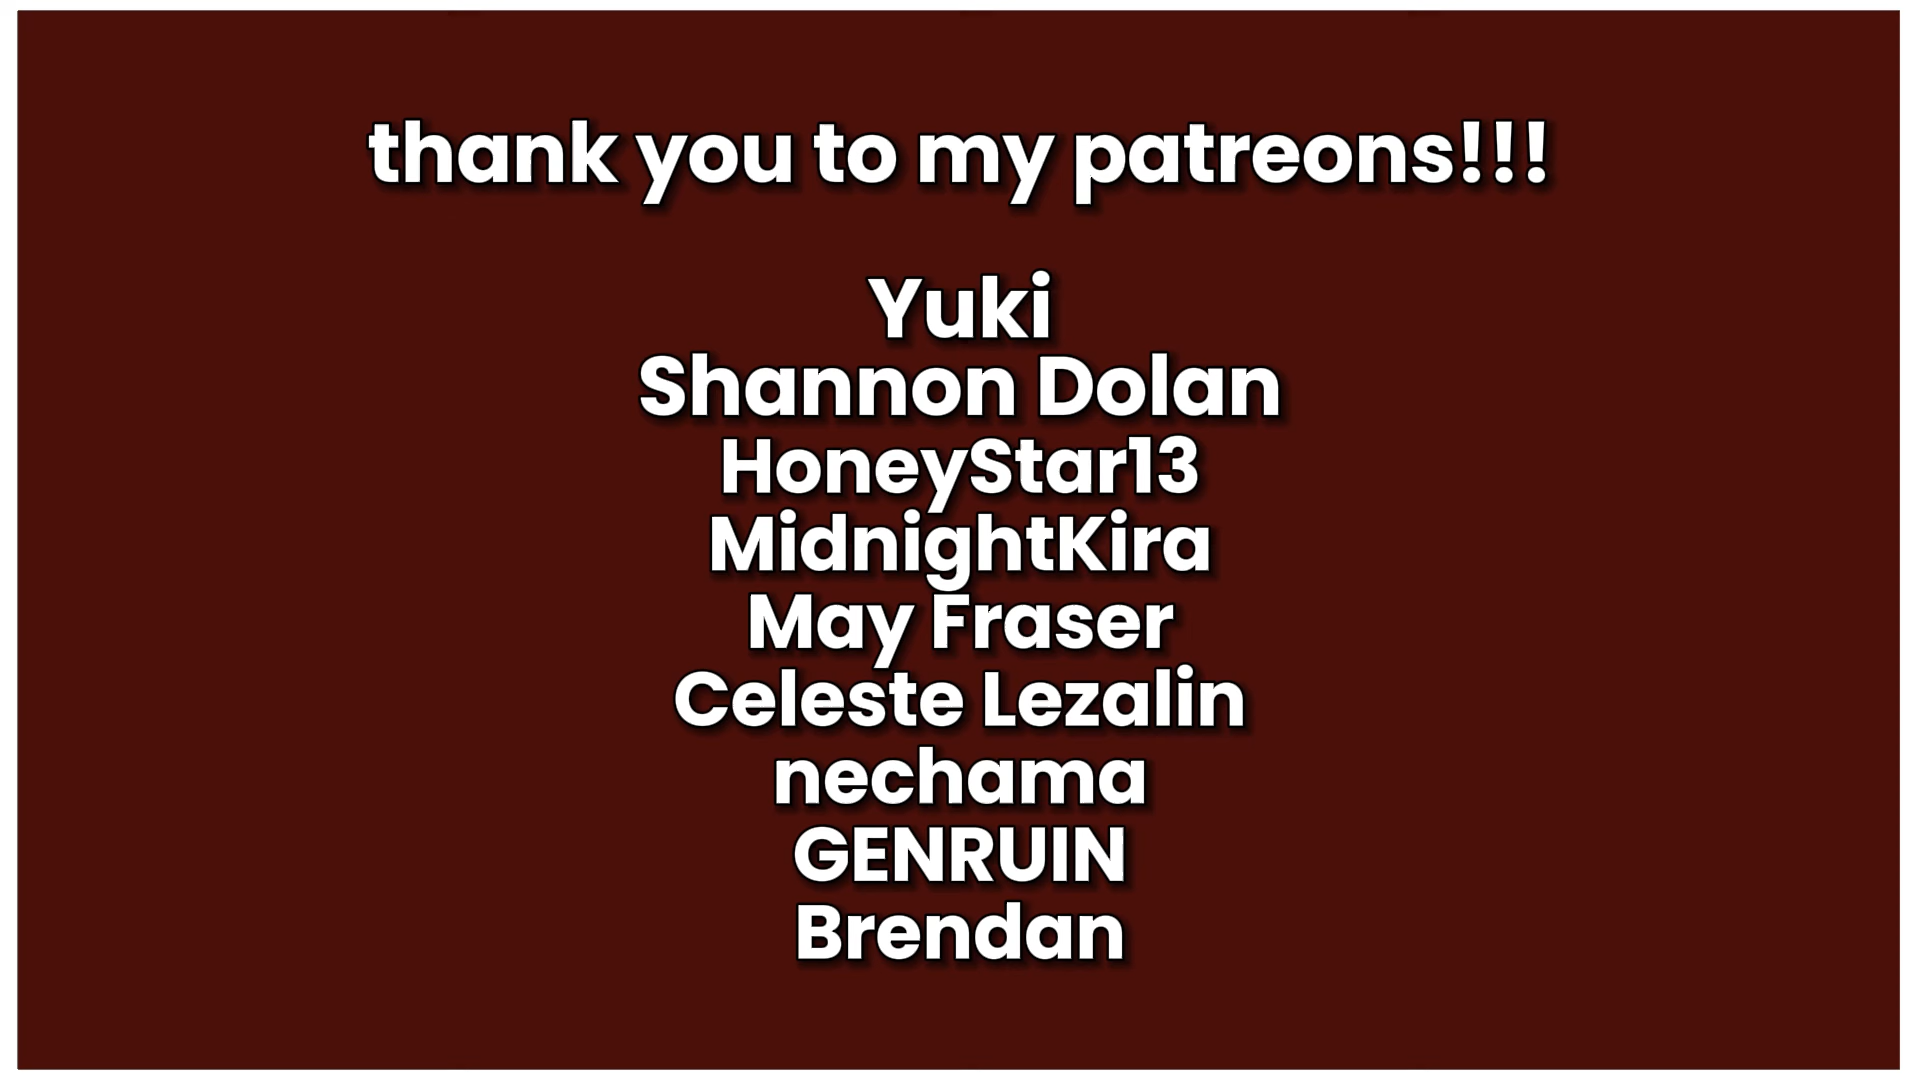 thank you to my patreons!!!
Yuki
Shannon Dolan
HoneyStar13
MidnightKira
May Fraser
Celeste Lezalin
nechama
GENRUIN
Brendan